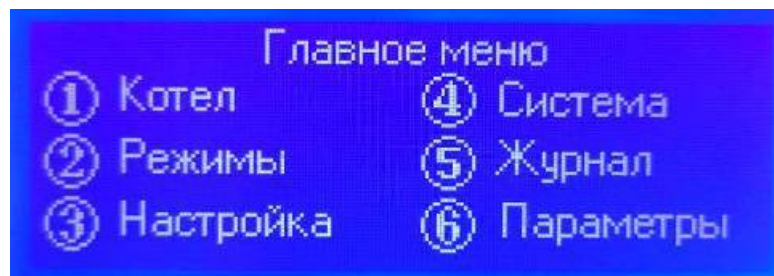 Главное меню
① Котел ④ Система
② Режимы ⑤ Журнал
③ Настройка ⑥ Параметры